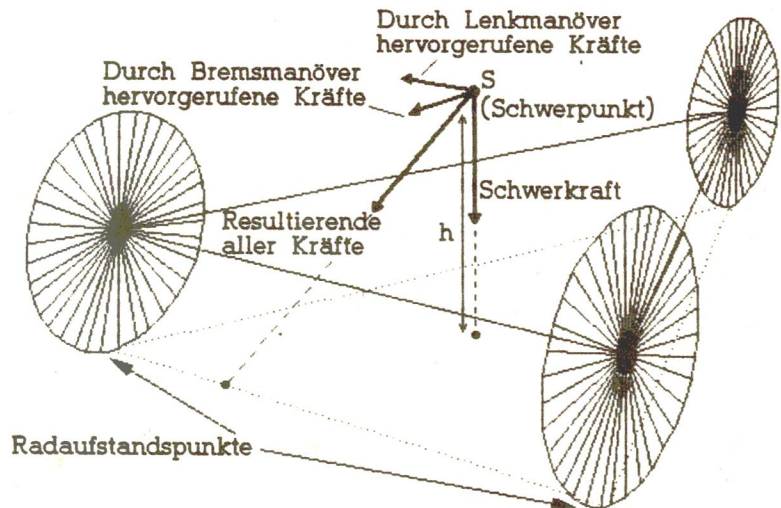 Durch Lenkmanöver
hervorgerufene Kräfte
Durch Bremsmanöver
hervorgerufene Kräfte
S
(Schwerpunkt)
Schwerkraft
Resultierende
aller Kräfte
h
Radaufstandspunkte